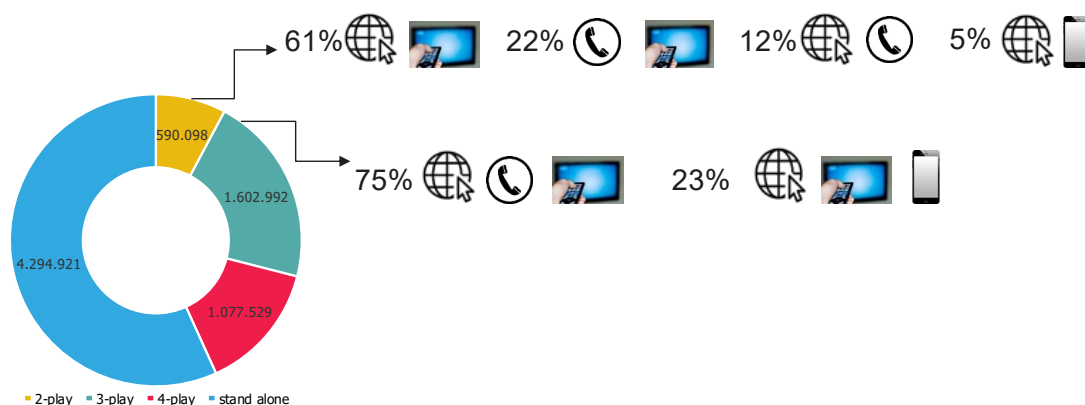 61% 22% 12% 5%
590.098
75% 23%
1.602.992
4.294.921
1.077.529
2-play 3-play 4-play stand alone